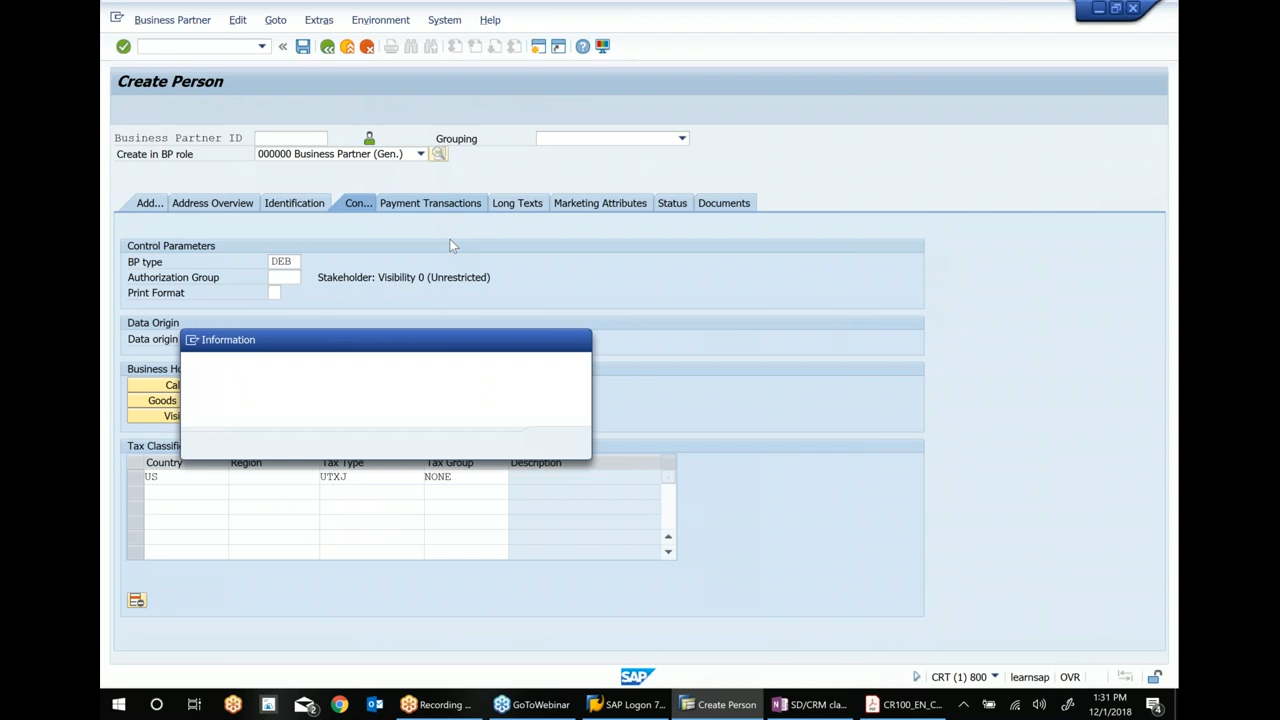 Business Partner Edit Goto Extras Environment System Help
Create Person
Business Partner ID Grouping
Create in BP role 000000 Business Partner (Gen.)
Add... Address Overview Identification Con... Payment Transactions Long Texts Marketing Attributes Status Documents
Control Parameters
BP type DEB
Authorization Group Stakeholder: Visibility 0 (Unrestricted)
Print Format
Data Origin
Data origin
Information
Business Ho
Cal
Goods
Visi
Tax Classifi
Country Region Tax Type Tax Group Description
US UTXJ NONE
SAP
CRT (1) 800 learnsap OVR
Recording ... GoToWebinar SAP Logon 7... Create Person SD/CRM cla... CR100_EN_C...
1:31 PM
12/1/2018